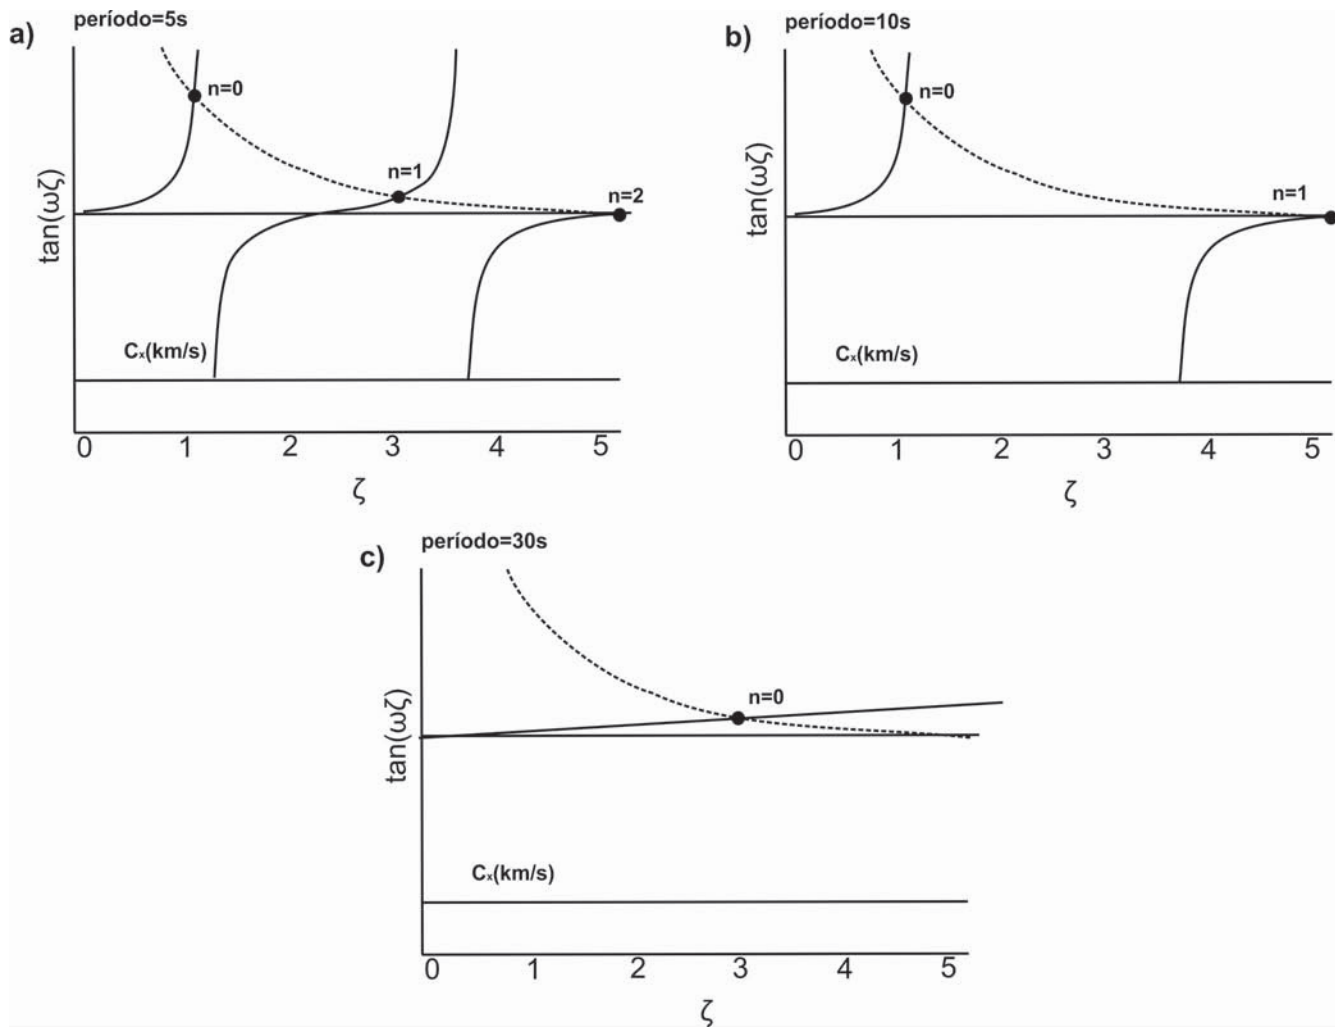 a)
período=5s
n=0
n=1
n=2
tan(ωζ)
Cₓ(km/s)
0 1 2 3 4 5
ζ
b)
período=10s
n=0
n=1
tan(ωζ)
Cₓ(km/s)
0 1 2 3 4 5
ζ
c)
período=30s
n=0
tan(ωζ)
Cₓ(km/s)
0 1 2 3 4 5
ζ